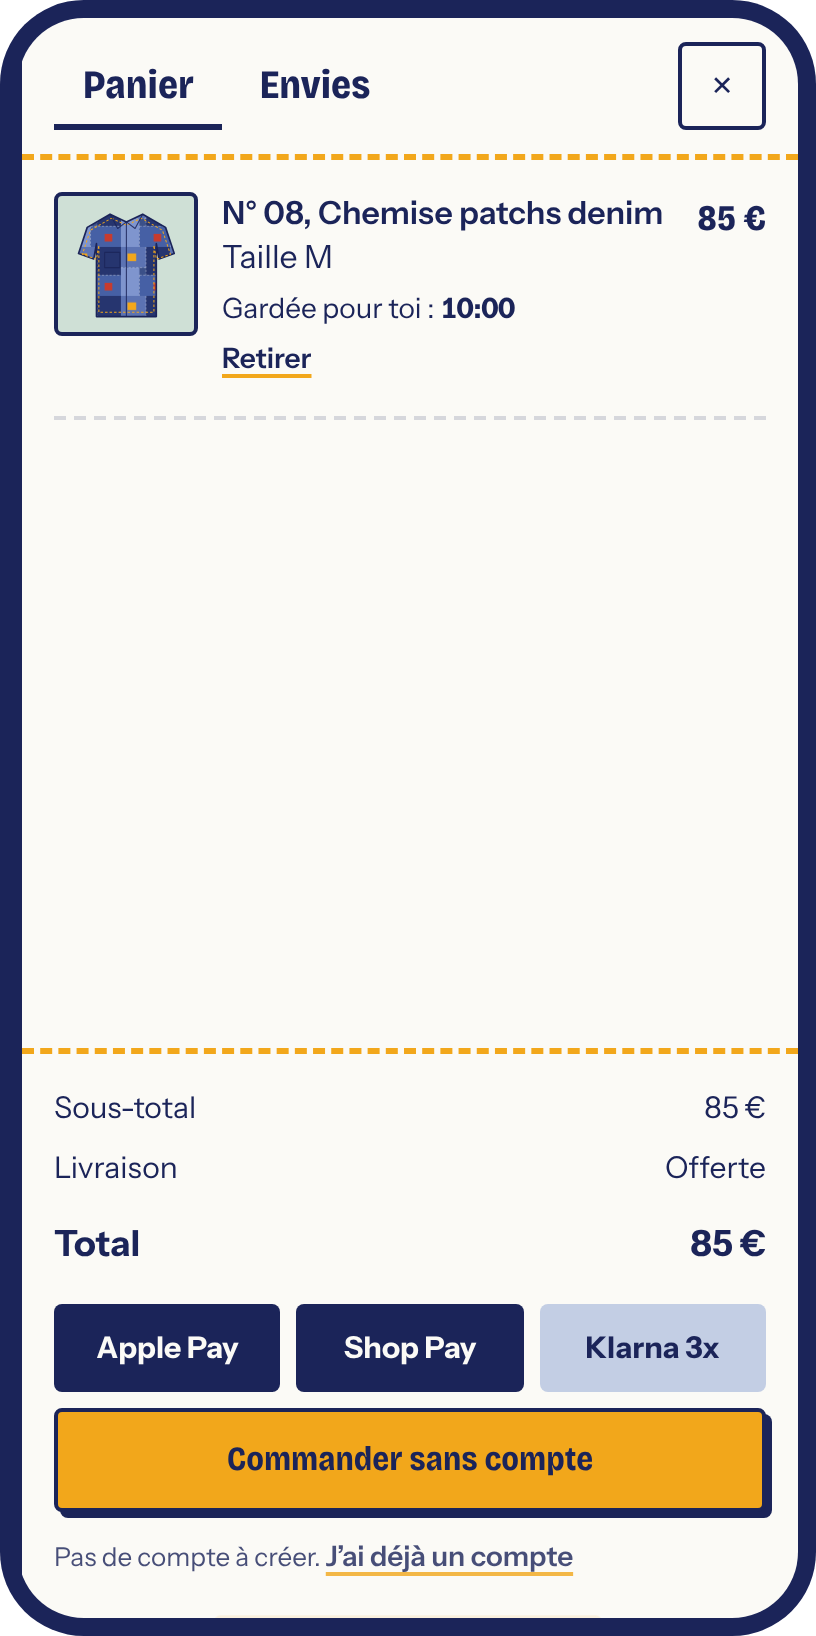 Panier Envies ×
N° 08, Chemise patchs denim 85 €
Taille M
Gardée pour toi : 10:00
Retirer
Sous-total 85 €
Livraison Offerte
Total 85 €
Apple Pay Shop Pay Klarna 3x
Commander sans compte
Pas de compte à créer. J’ai déjà un compte